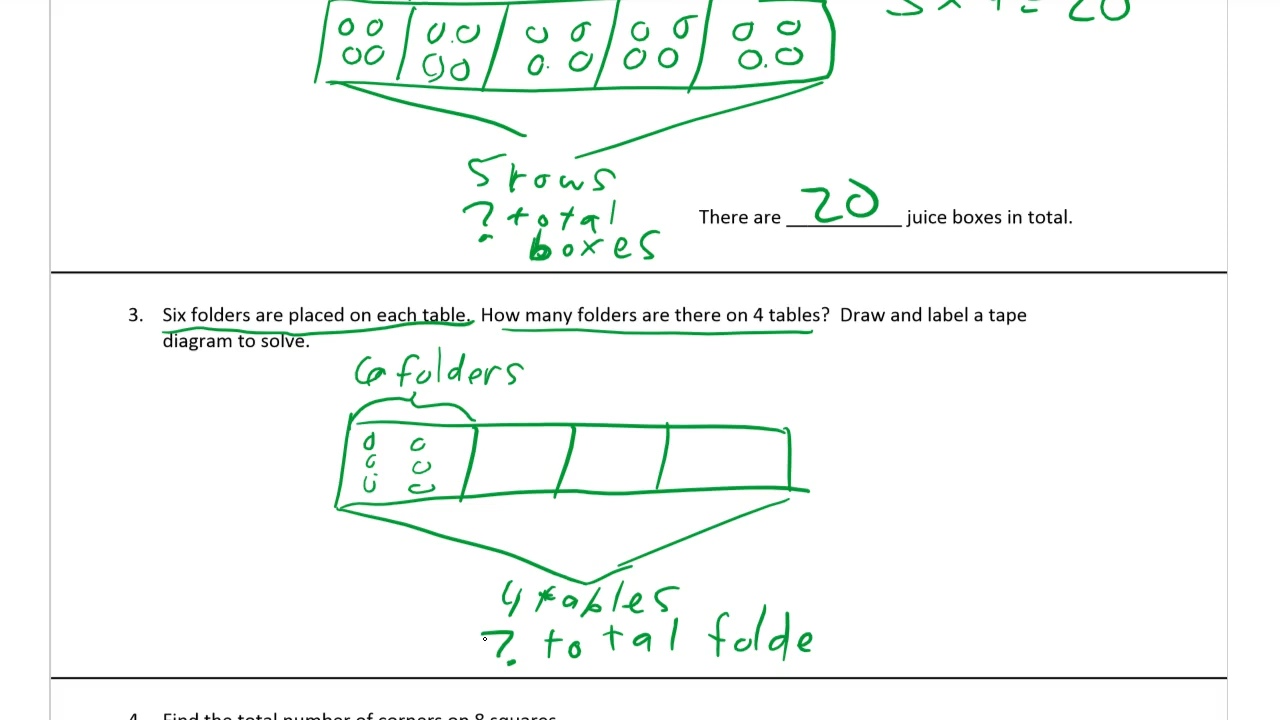 5 x 4 = 20
5 rows
? total
boxes
There are 20 juice boxes in total.
3. Six folders are placed on each table. How many folders are there on 4 tables? Draw and label a tape
diagram to solve.
6 folders
4 tables
? total folde
4. Find the total number of corners on 8 squares.